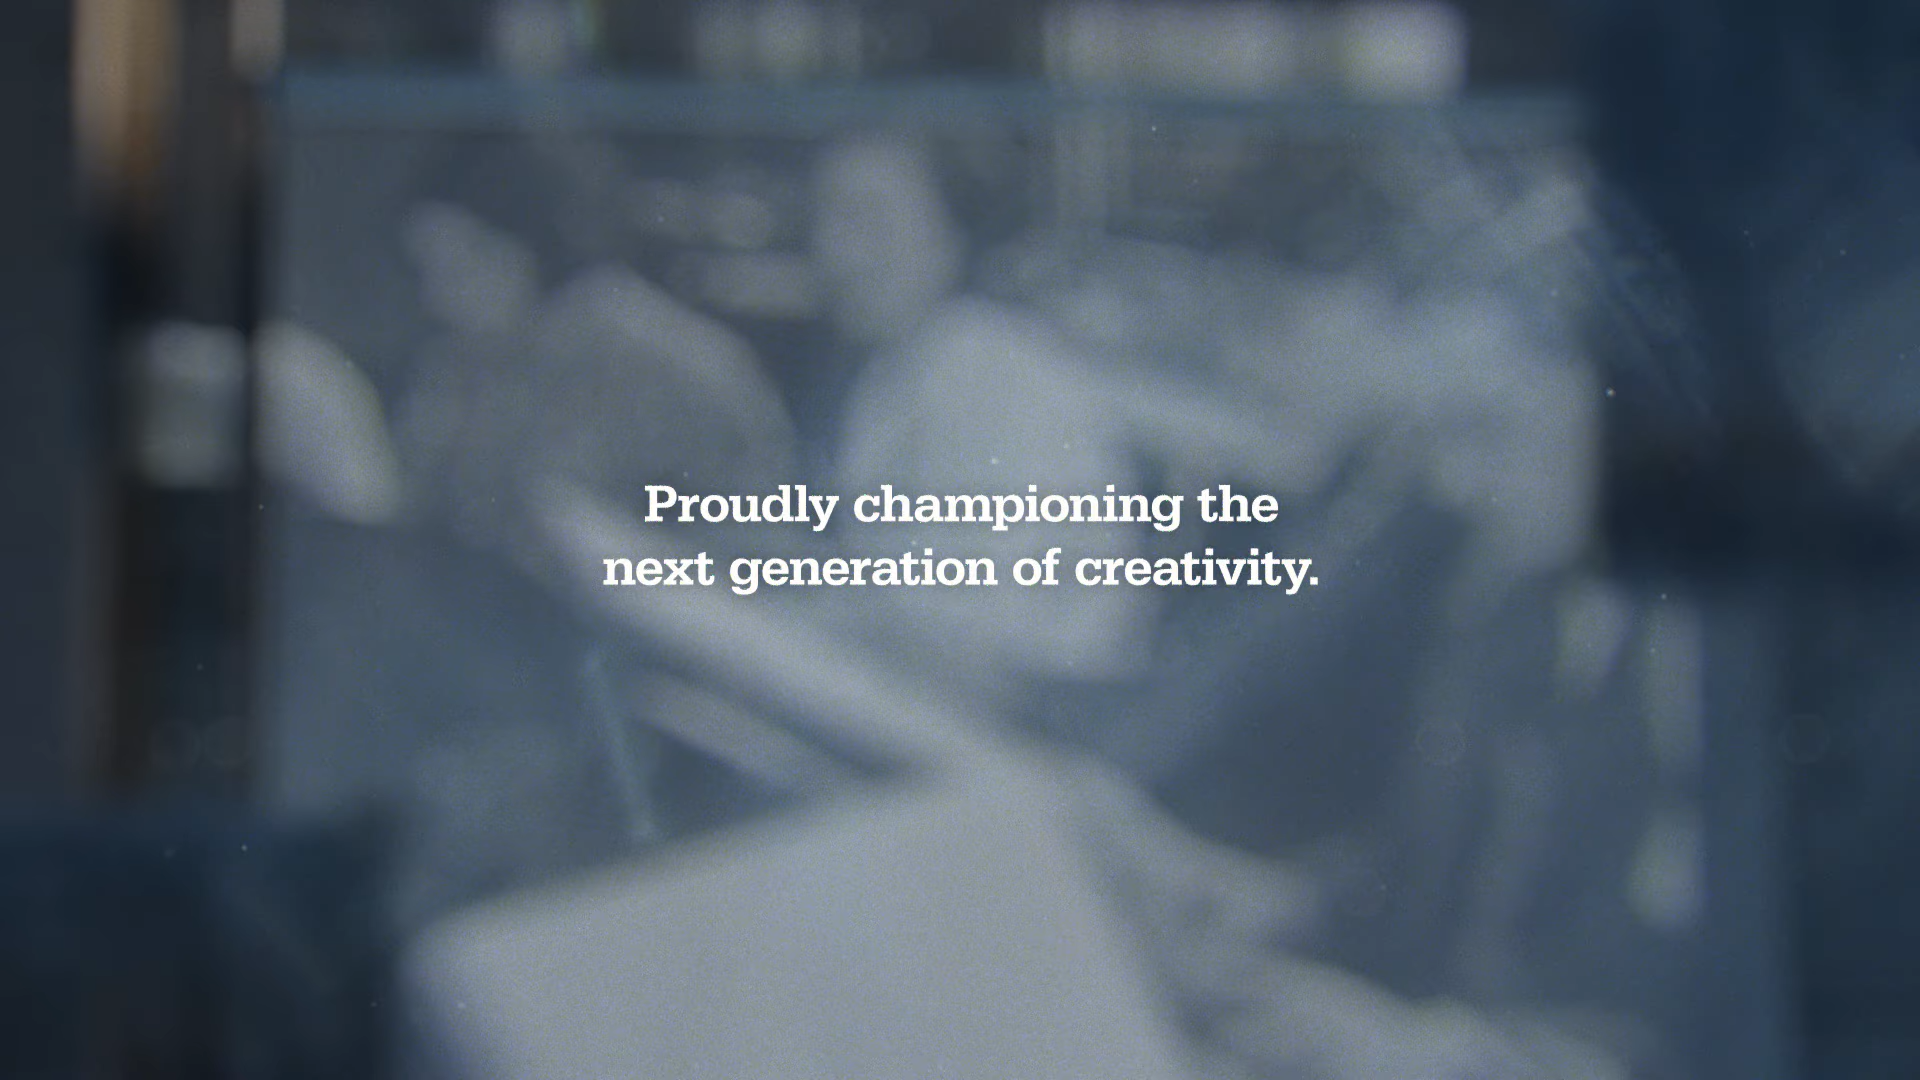 Proudly championing the
next generation of creativity.